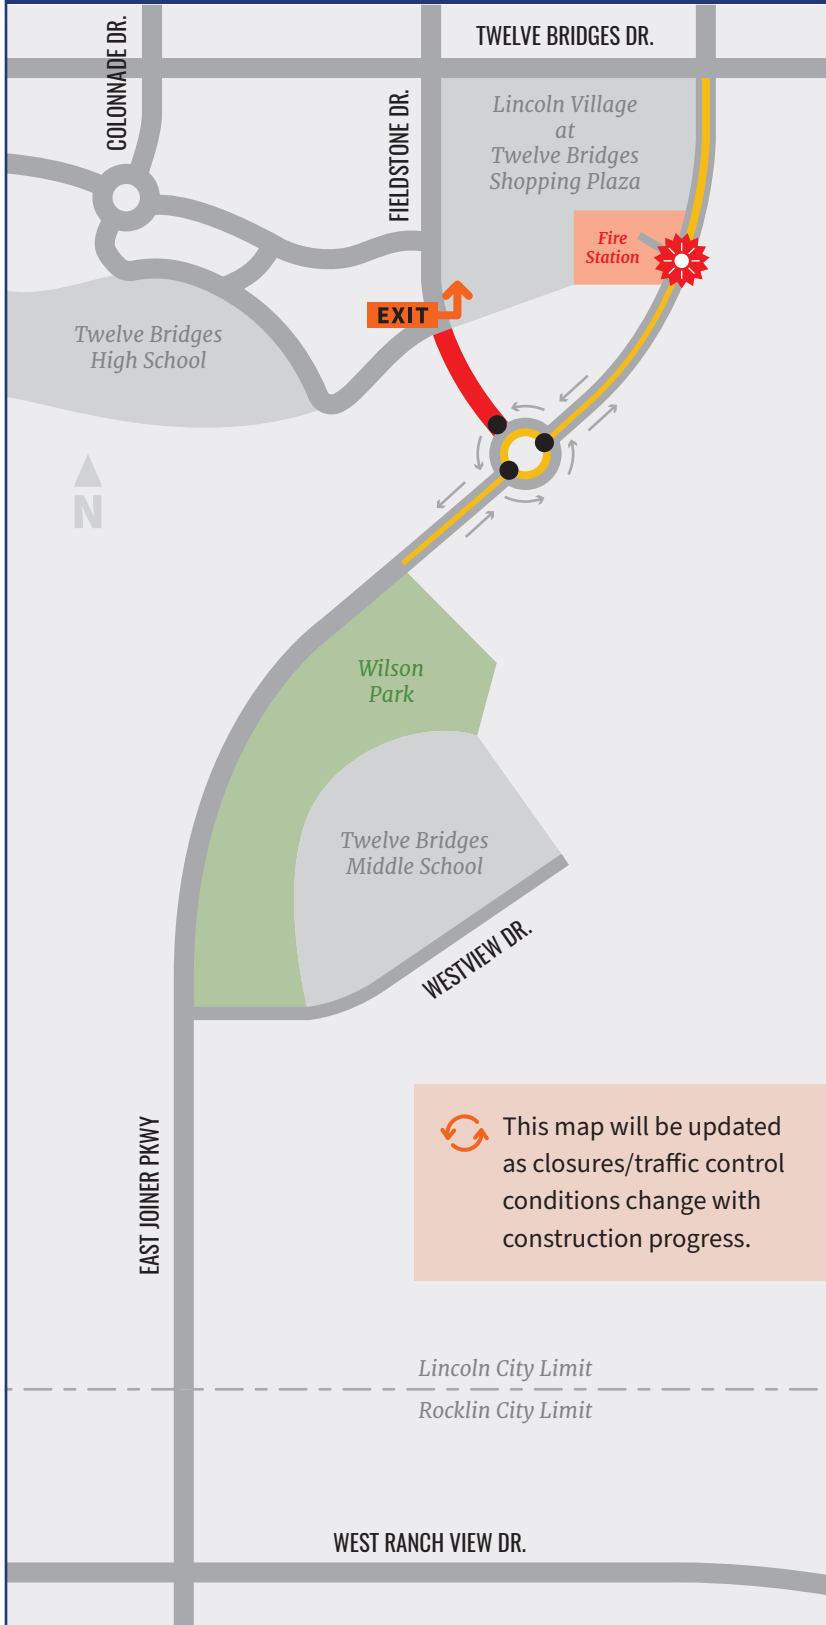 TWELVE BRIDGES DR.
COLONNADE DR.
FIELDSTONE DR.
Lincoln Village
at
Twelve Bridges
Shopping Plaza
Fire
Station
EXIT
Twelve Bridges
High School
N
Wilson
Park
Twelve Bridges
Middle School
WESTVIEW DR.
EAST JOINER PKWY
This map will be updated
as closures/traffic control
conditions change with
construction progress.
Lincoln City Limit
Rocklin City Limit
WEST RANCH VIEW DR.